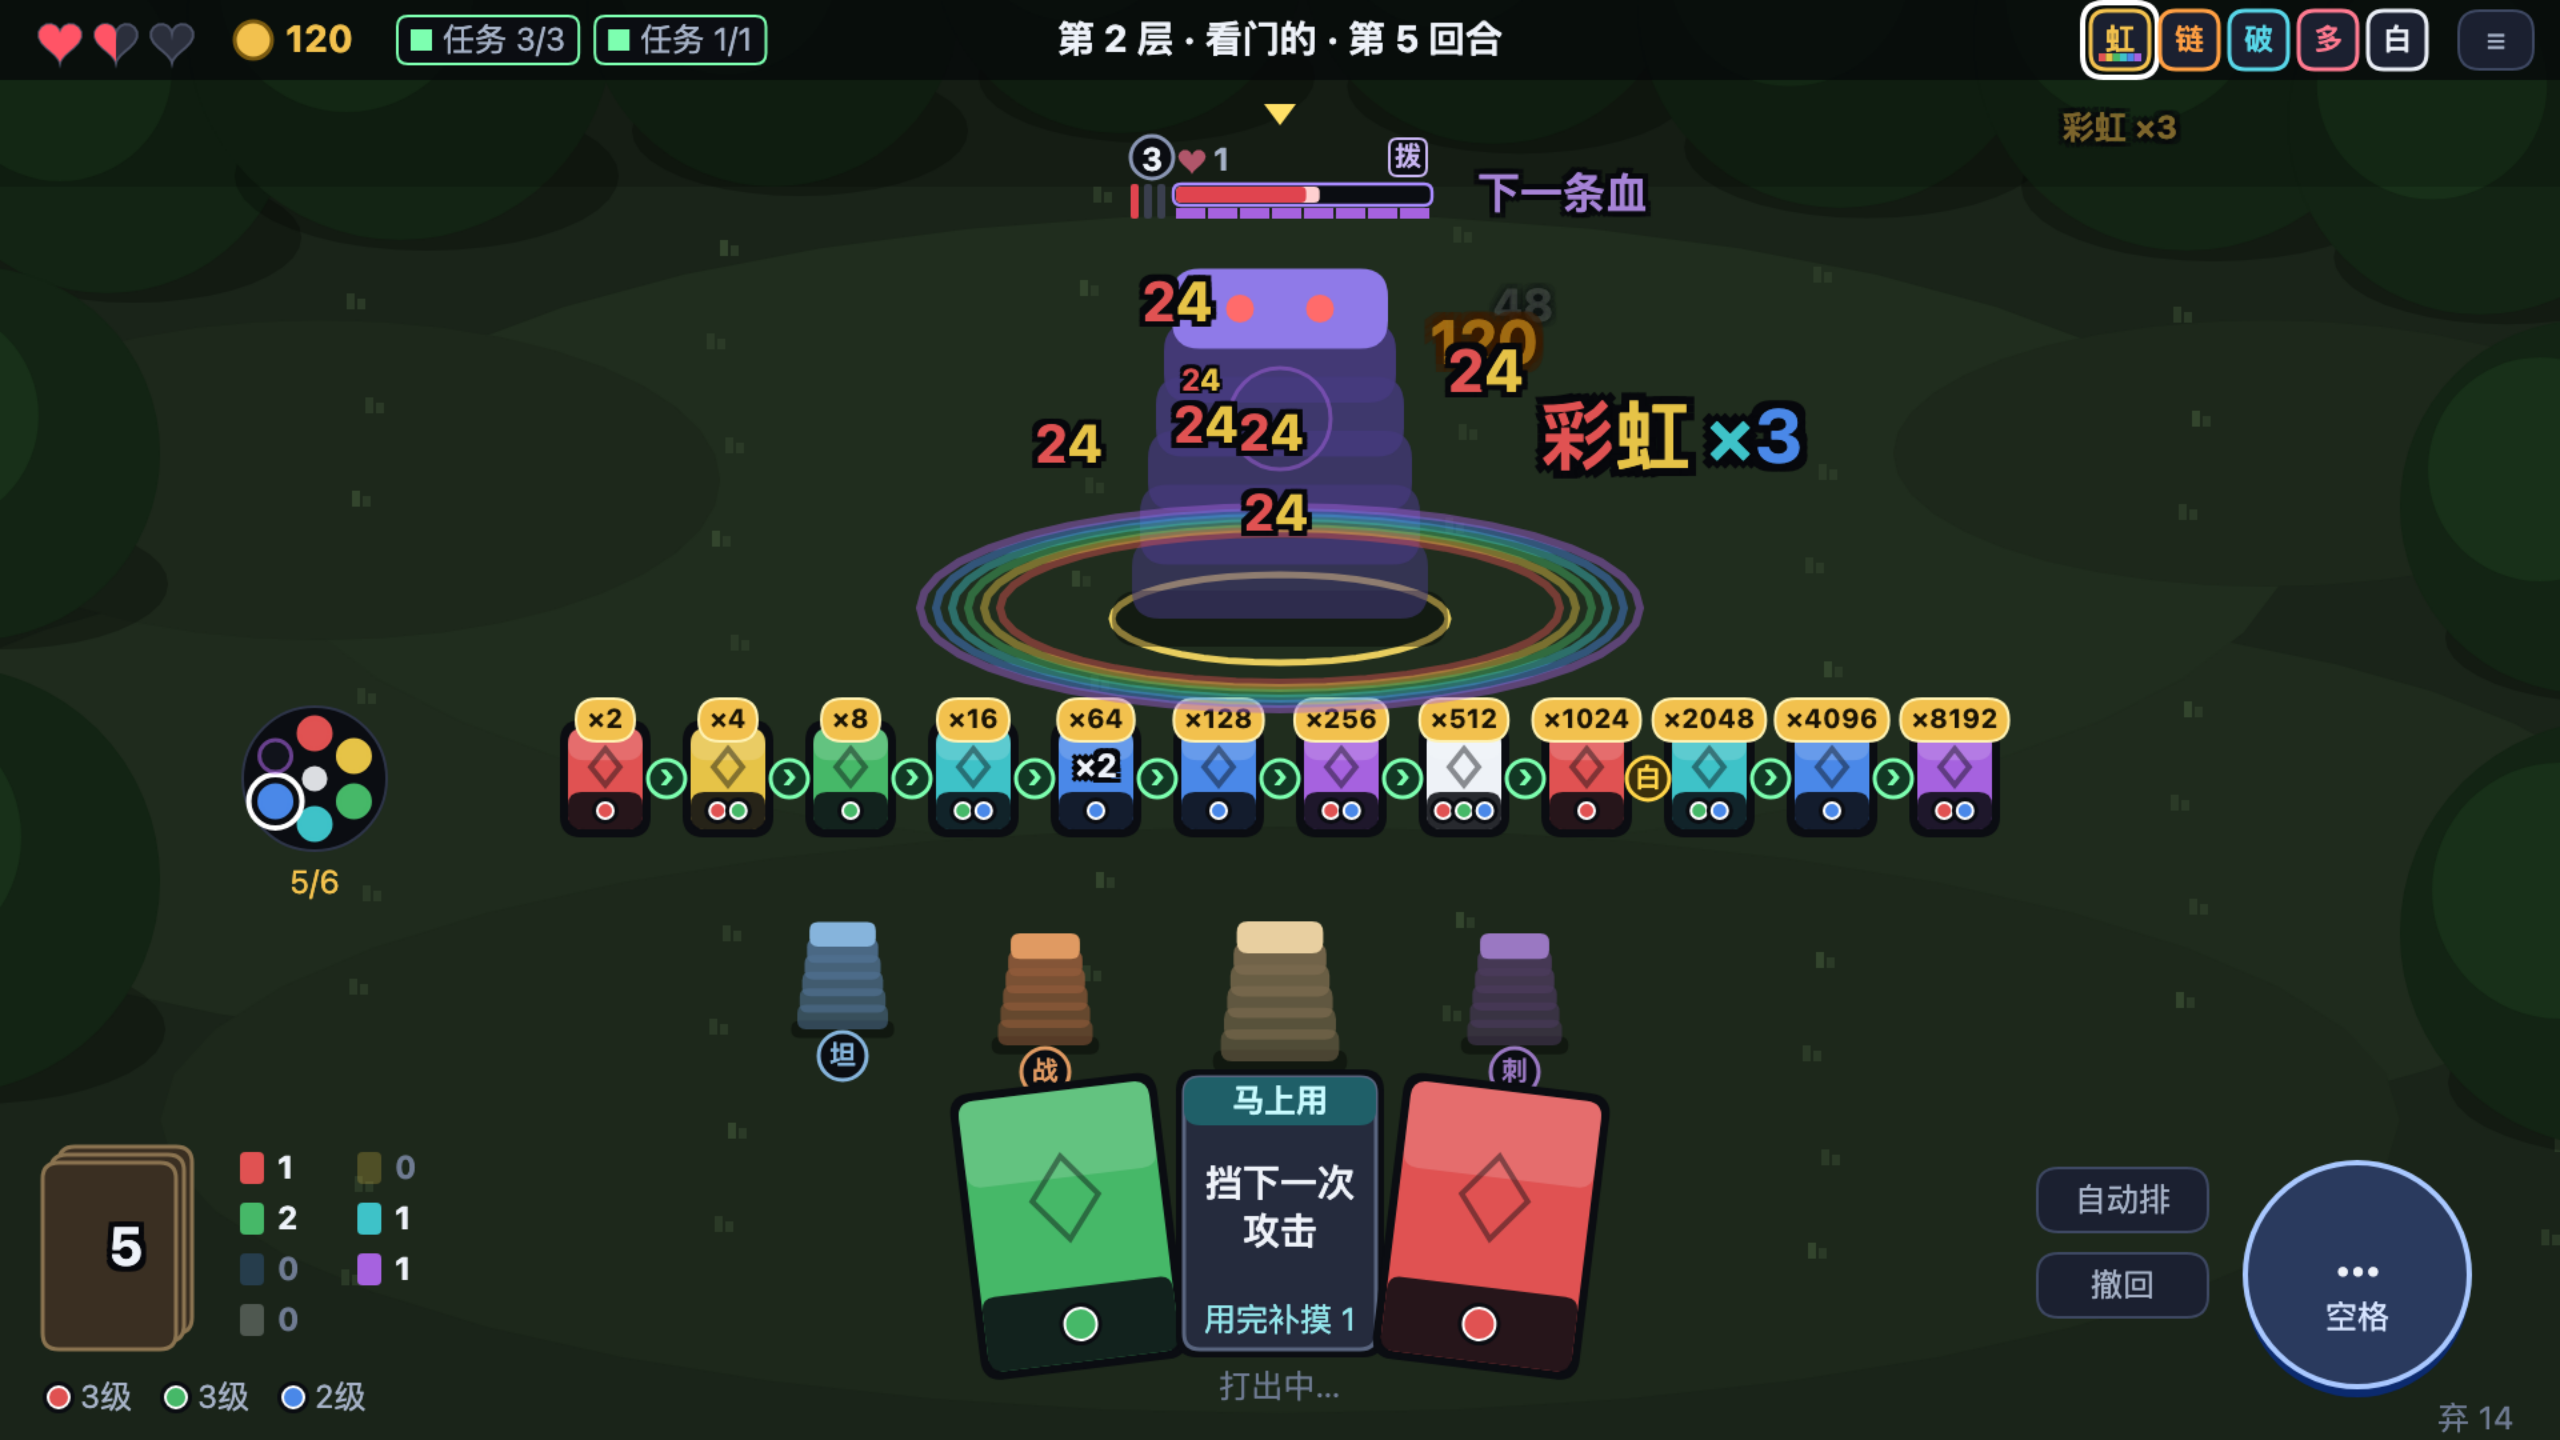 120
任务 3/3
任务 1/1
第 2 层 · 看门的 · 第 5 回合
虹
链
破
多
白
≡
彩虹 ×3
3
1
拨
下一条血
24
48
120
24
24
24
24
24
24
彩虹 ×3
×2
×4
×8
×16
×64
×128
×256
×512
×1024
×2048
×4096
×8192
×2
白
5/6
坦
战
刺
5
1
0
2
1
0
1
0
3级
3级
2级
马上用
挡下一次
攻击
用完补摸 1
打出中...
自动排
撤回
...
空格
弃 14